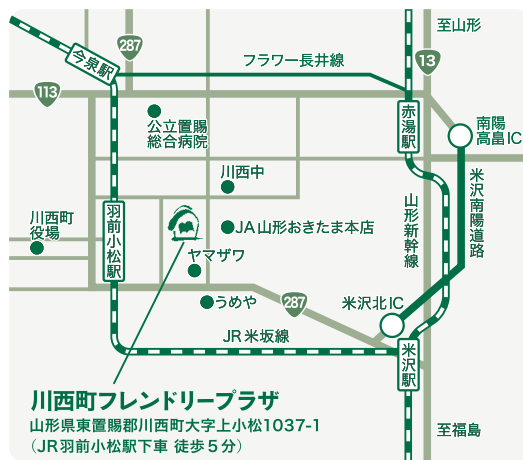 至山形
287
今泉駅
フラワー長井線
13
113
赤湯駅
南陽
高畠IC
公立置賜
総合病院
川西中
米沢南陽道路
山形新幹線
川西町
役場
羽前小松駅
JA山形おきたま本店
ヤマザワ
うめや
287
米沢北IC
JR米坂線
米沢駅
川西町フレンドリープラザ
山形県東置賜郡川西町大字上小松1037-1
（JR羽前小松駅下車 徒歩5分）
至福島